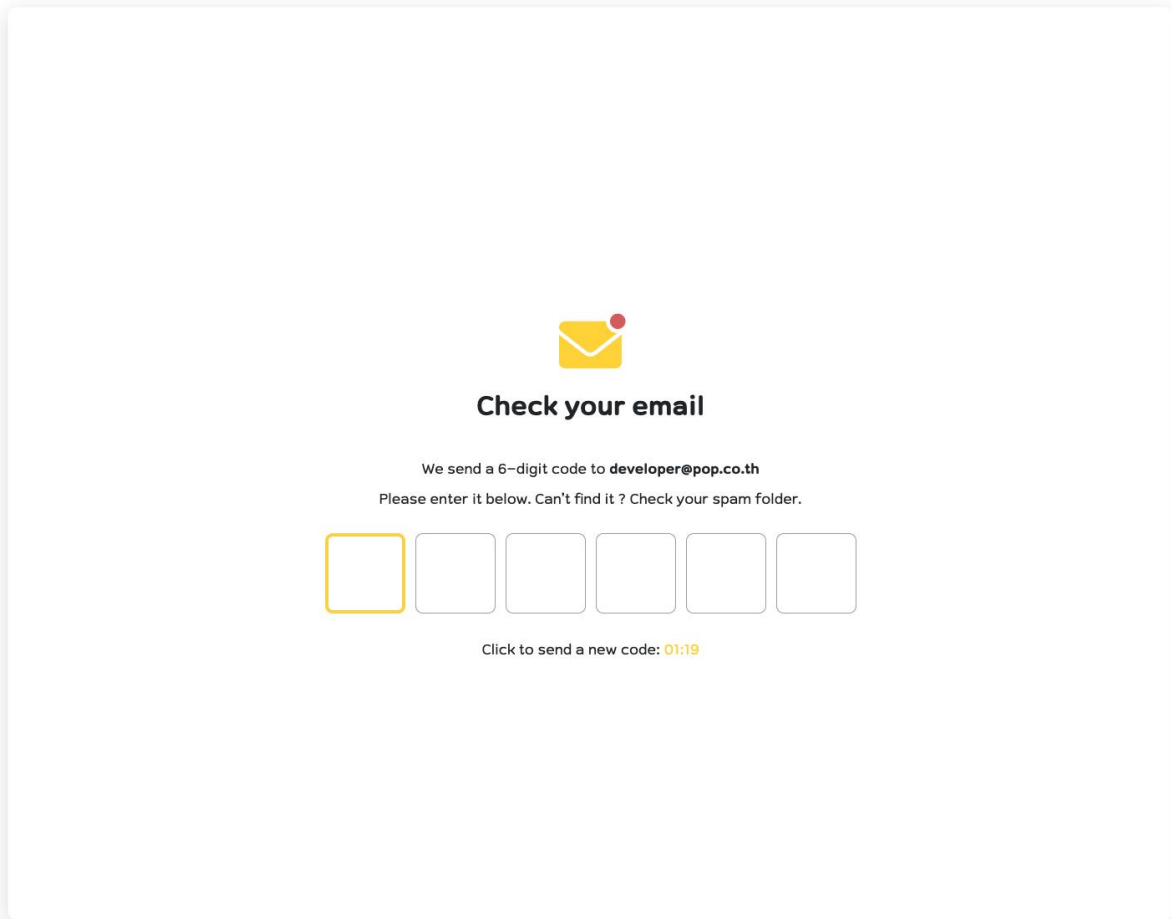 Check your email
We send a 6-digit code to developer@pop.co.th
Please enter it below. Can't find it ? Check your spam folder.
Click to send a new code: 01:19